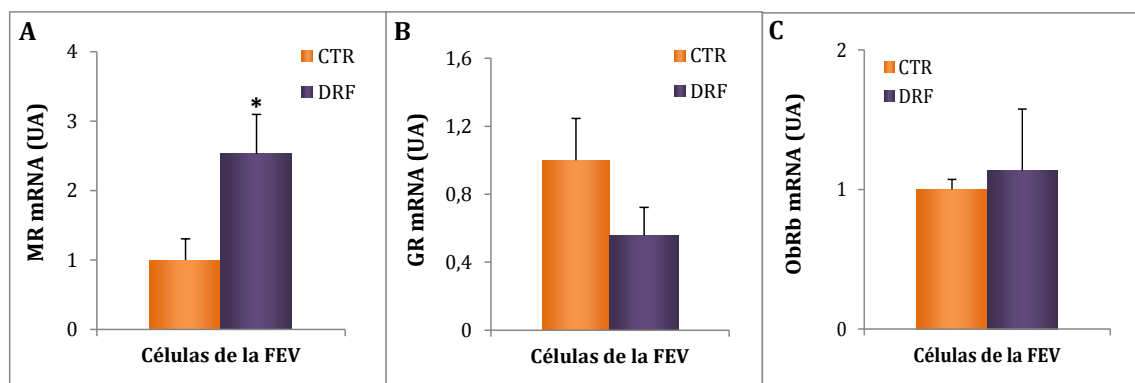 A
MR mRNA (UA)
4
3
2
1
0
CTR
DRF
*
Células de la FEV
B
GR mRNA (UA)
1,6
1,2
0,8
0,4
0
CTR
DRF
Células de la FEV
C
ObRb mRNA (UA)
2
1
0
CTR
DRF
Células de la FEV